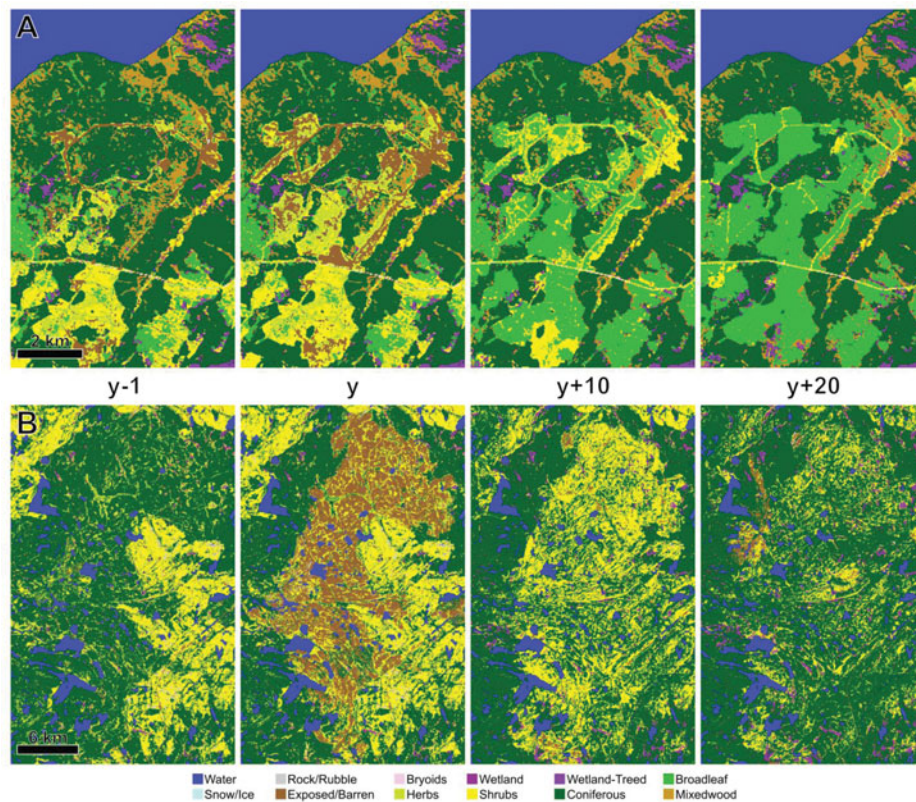 A
2 km
y-1 y y+10 y+20
B
6 km
Water Rock/Rubble Bryoids Wetland Wetland-Treed Broadleaf
Snow/Ice Exposed/Barren Herbs Shrubs Coniferous Mixedwood